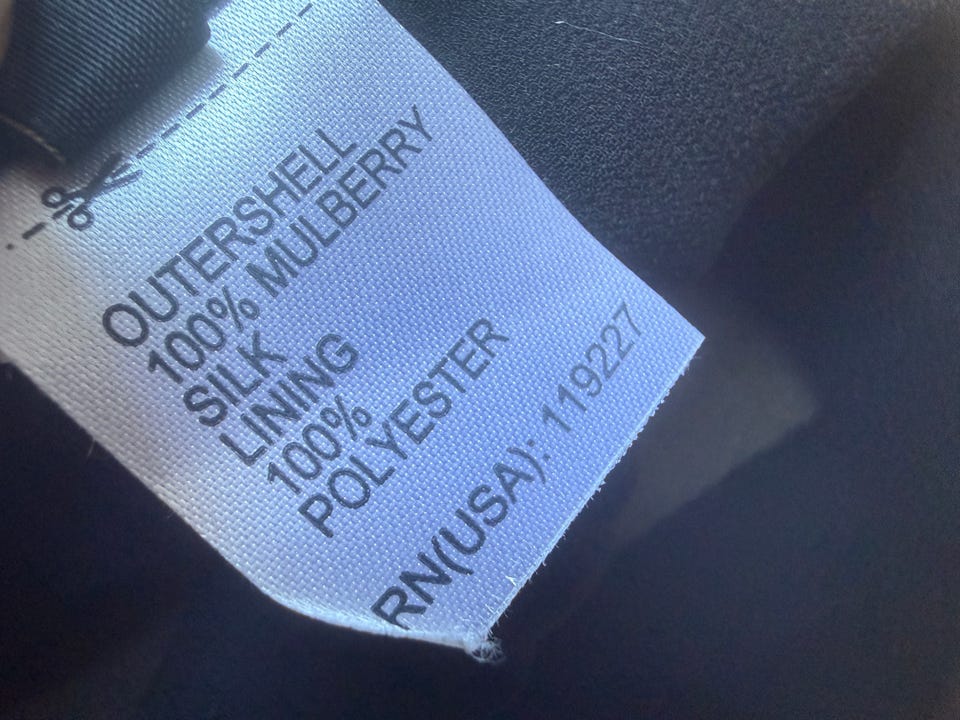 OUTERSHELL
100% MULBERRY
SILK
LINING
100%
POLYESTER
RN(USA): 119227